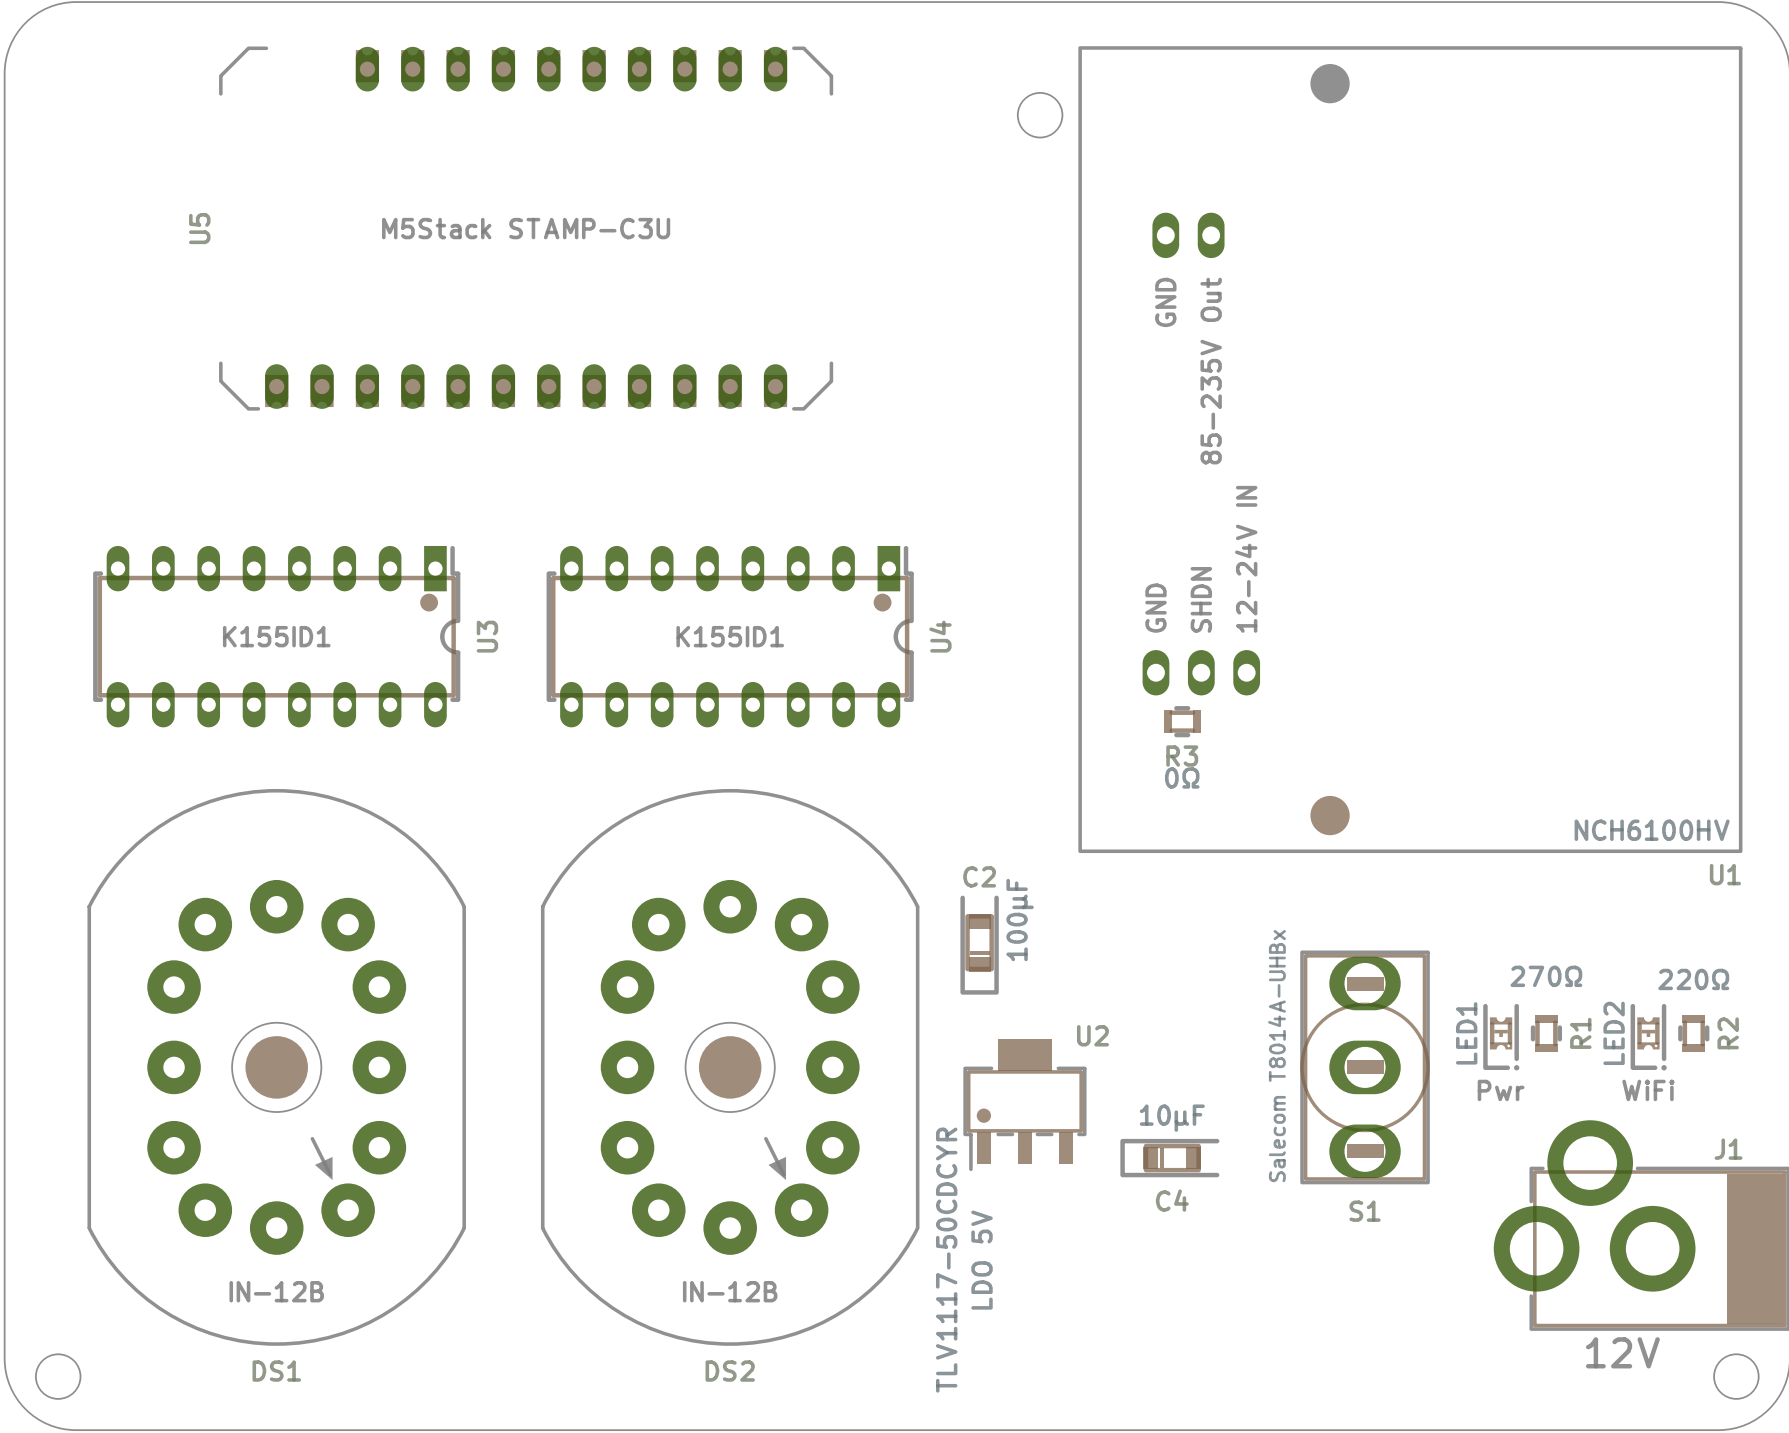 U5
M5Stack STAMP-C3U
GND
85-235V Out
GND
SHDN
12-24V IN
K155ID1
U3
K155ID1
U4
R3
0Ω
NCH6100HV
U1
C2
100µF
U2
TLV1117-50CDCYR
LDO 5V
10µF
C4
Salecom T8014A-UHBx
S1
270Ω
LED1
R1
Pwr
220Ω
LED2
R2
WiFi
J1
12V
IN-12B
DS1
IN-12B
DS2